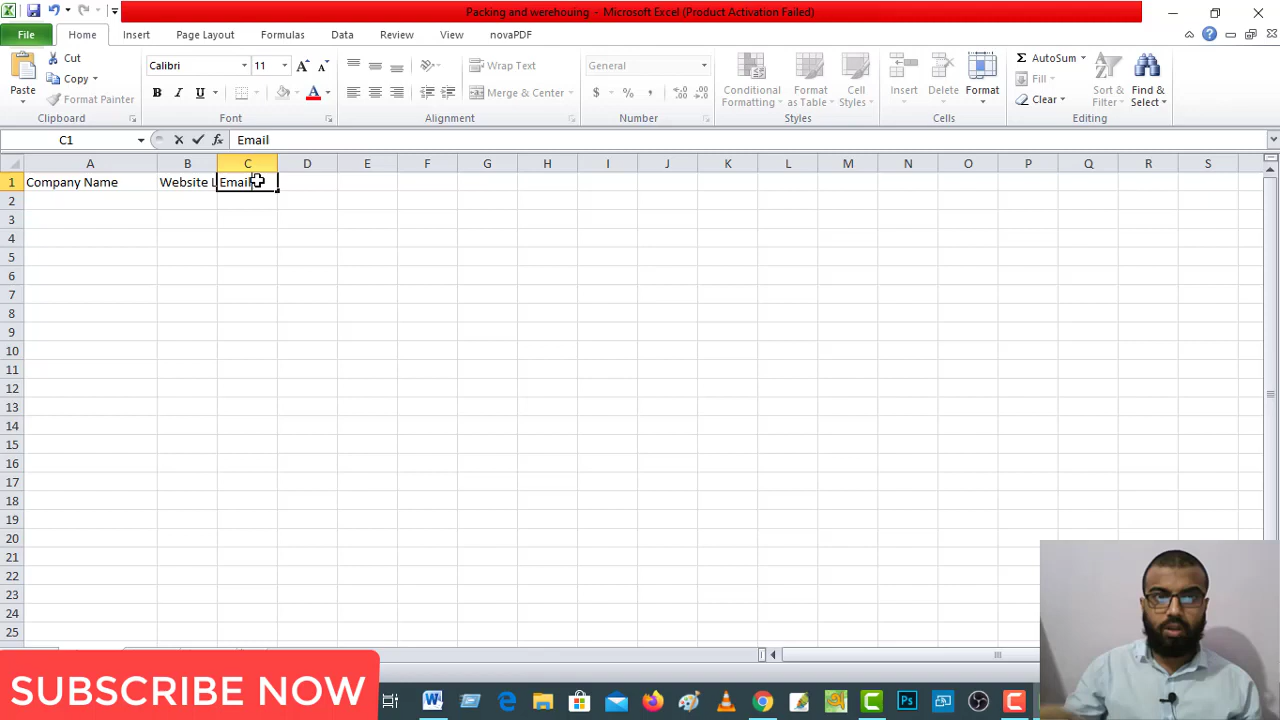 Packing and werehouing - Microsoft Excel (Product Activation Failed)
File Home Insert Page Layout Formulas Data Review View novaPDF
Paste
Cut
Copy
Format Painter
Clipboard
Calibri 11
B I U
Font
Wrap Text
Merge & Center
Alignment
General
$ % ,
Number
Conditional Formatting
Format as Table
Cell Styles
Styles
Insert Delete Format
Cells
Σ AutoSum
Fill
Clear
Sort & Filter
Find & Select
Editing
C1 fx Email
A B C D E F G H I J K L M N O P Q R S
1 Company Name Website L Email
2
3
4
5
6
7
8
9
10
11
12
13
14
15
16
17
18
19
20
21
22
23
24
25
SUBSCRIBE NOW